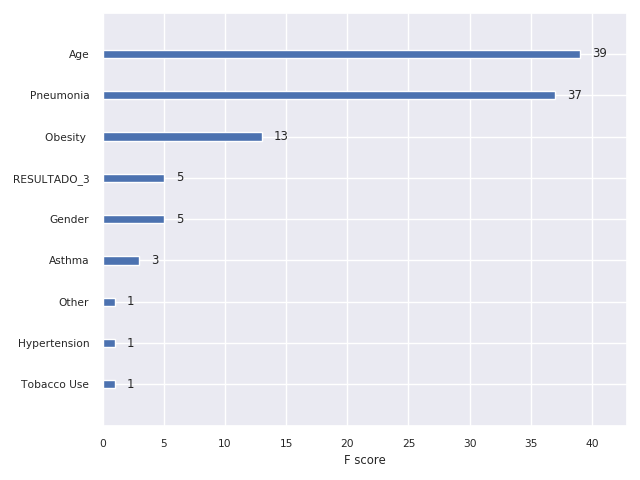 Age 39
Pneumonia 37
Obesity 13
RESULTADO_3 5
Gender 5
Asthma 3
Other 1
Hypertension 1
Tobacco Use 1
0 5 10 15 20 25 30 35 40
F score